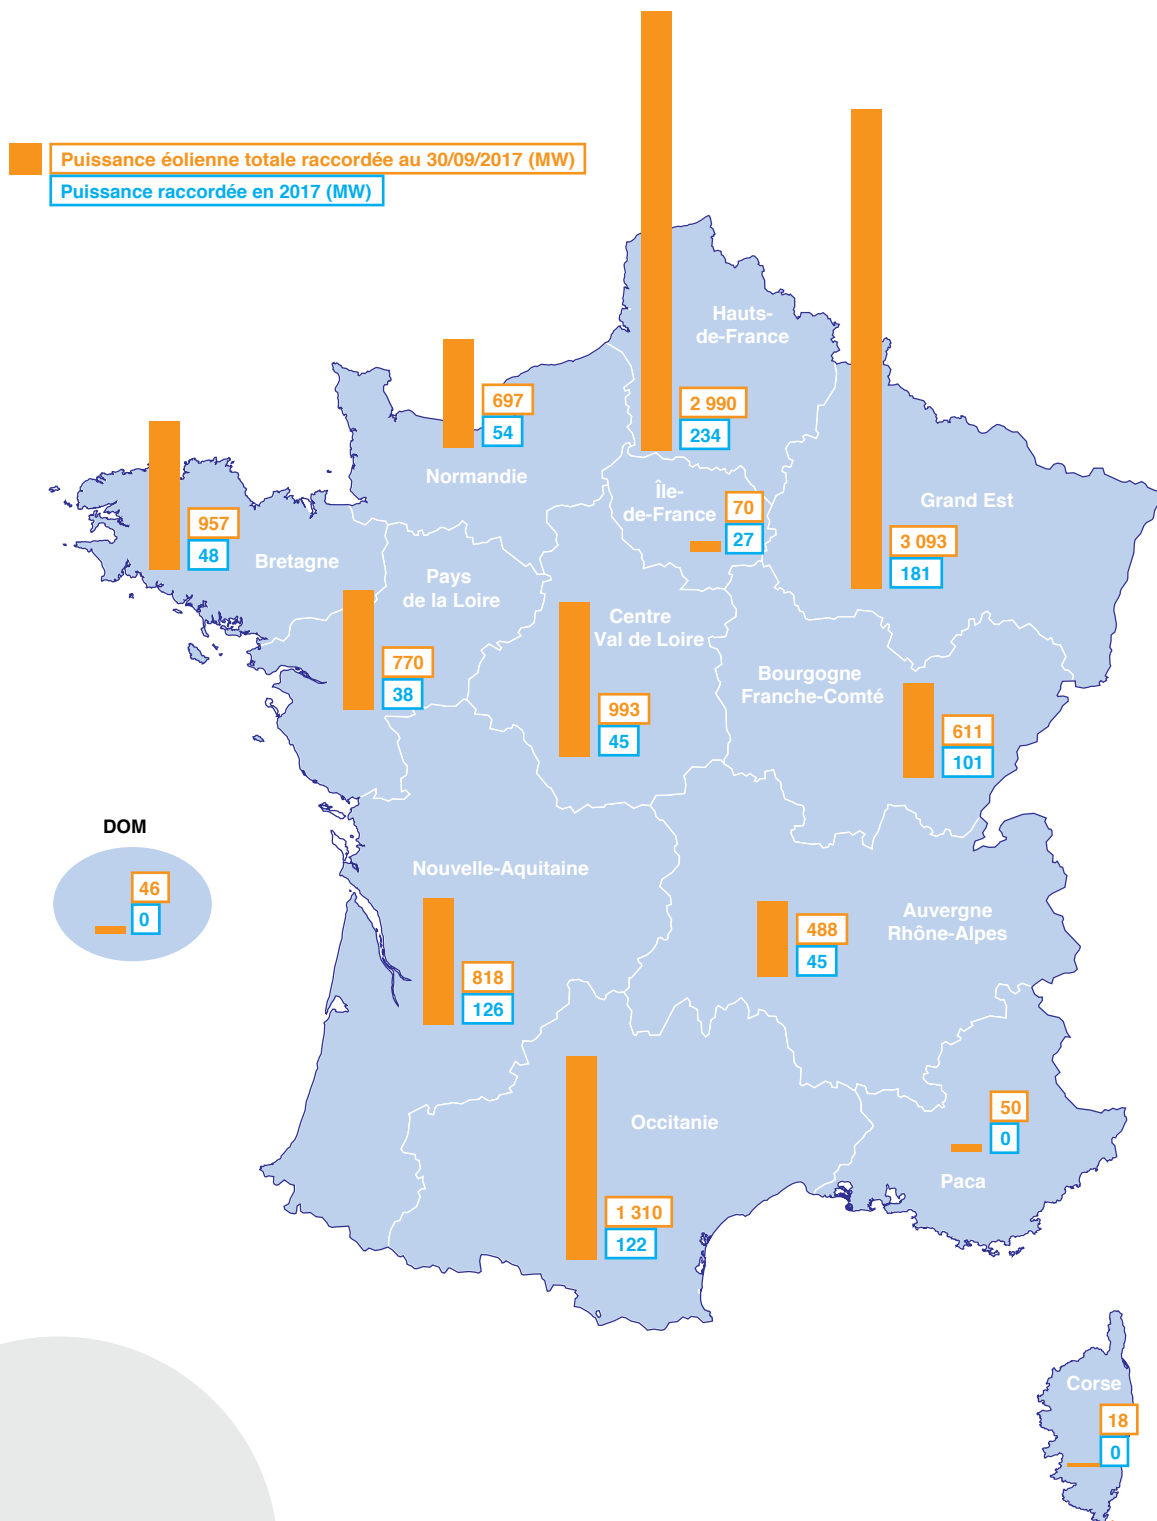 Puissance éolienne totale raccordée au 30/09/2017 (MW)
Puissance raccordée en 2017 (MW)
Hauts-
de-France
2 990
234
697
54
Normandie
Île-
de-France
70
27
Grand Est
3 093
181
957
48
Bretagne
Pays
de la Loire
770
38
Centre
Val de Loire
993
45
Bourgogne
Franche-Comté
611
101
DOM
46
0
Nouvelle-Aquitaine
818
126
Auvergne
Rhône-Alpes
488
45
Occitanie
1 310
122
50
0
Paca
Corse
18
0